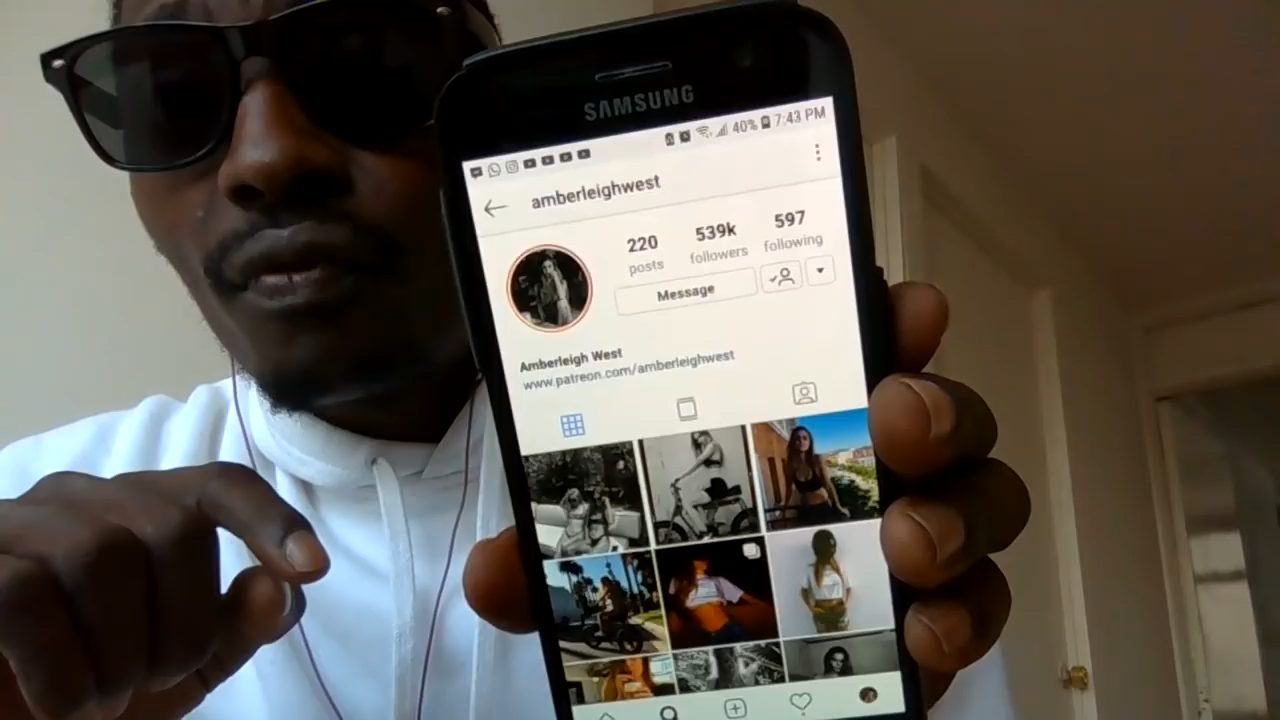 SAMSUNG
40% 7:43 PM
amberleighwest
220 539k 597
posts followers following
Message
Amberleigh West
www.patreon.com/amberleighwest